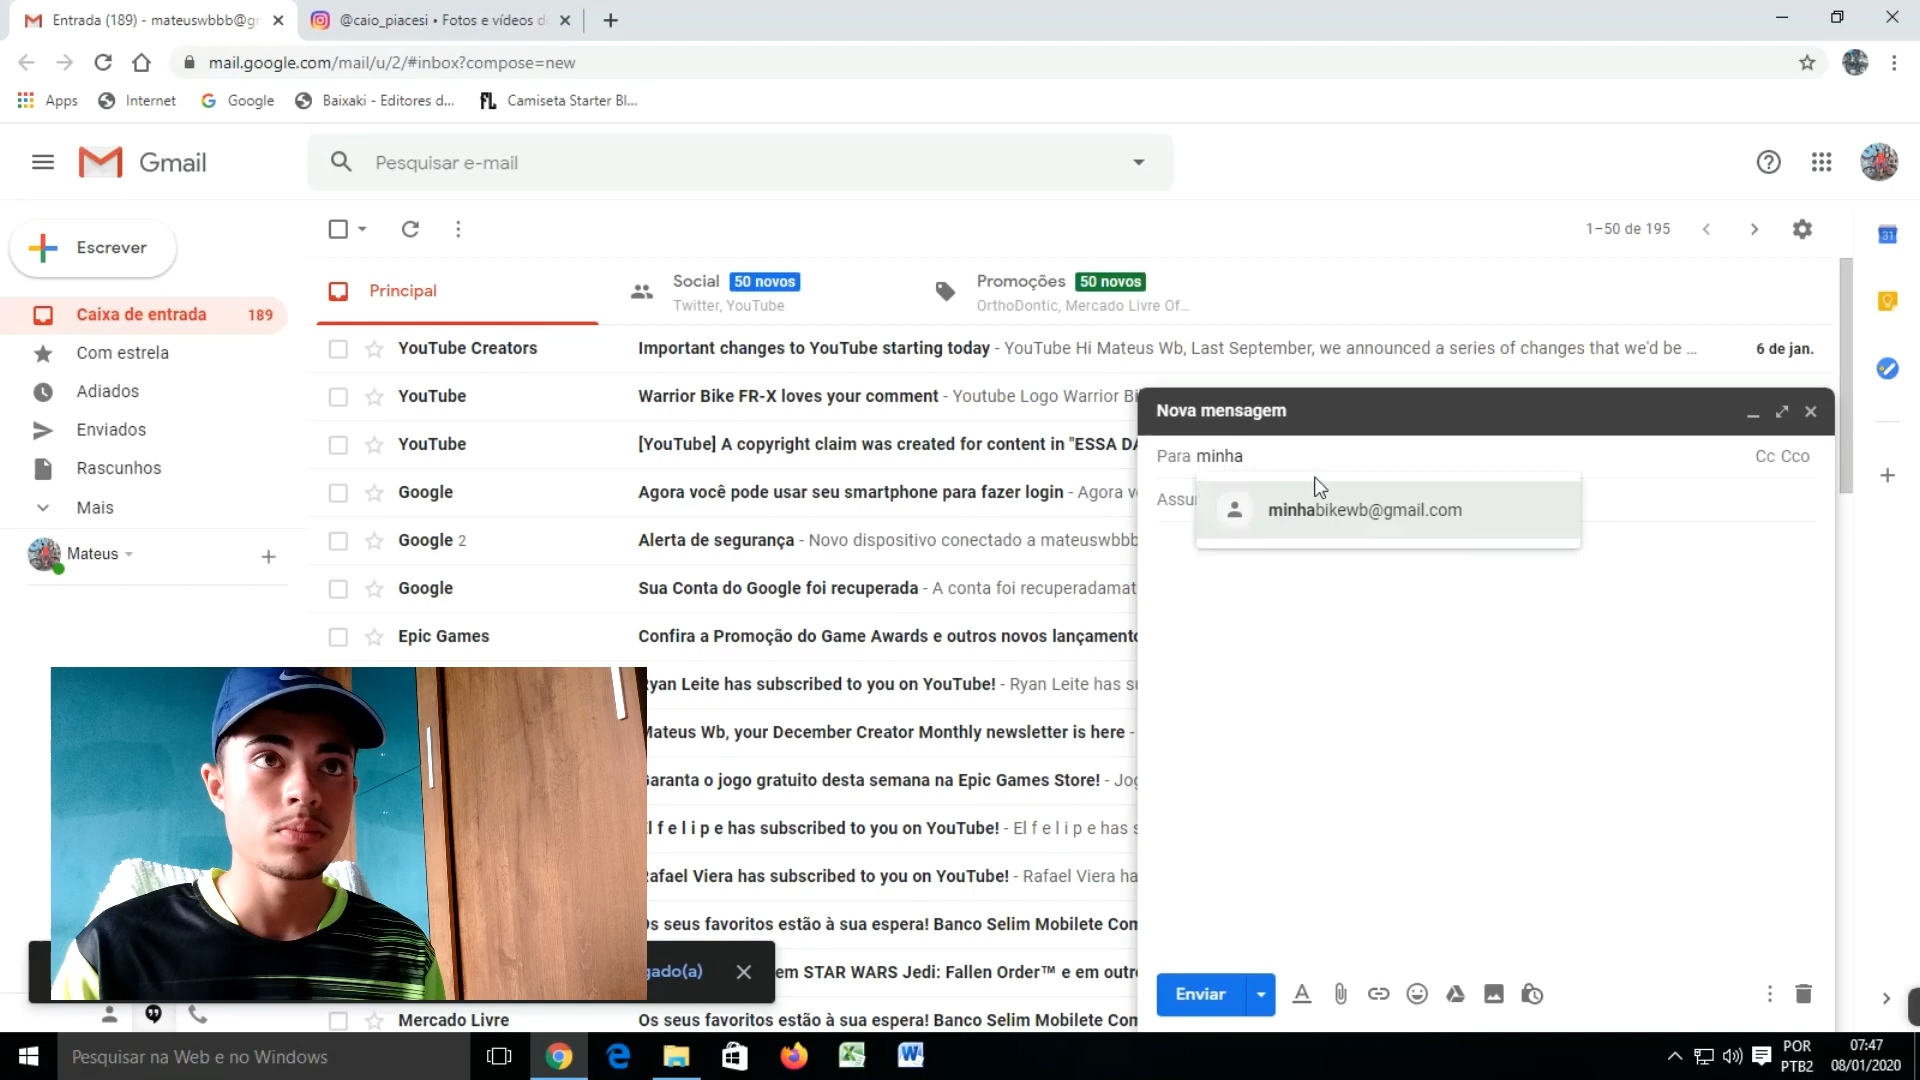 Entrada (189) - mateuswbbb@gr
@caio_piacesi • Fotos e vídeos d
mail.google.com/mail/u/2/#inbox?compose=new
Apps
Internet
Google
Baixaki - Editores d...
FL
Camiseta Starter Bl...
Gmail
Pesquisar e-mail
Escrever
1–50 de 195
31
Principal
Social 50 novos
Twitter, YouTube
Promoções 50 novos
OrthoDontic, Mercado Livre Of...
Caixa de entrada 189
Com estrela
Adiados
Enviados
Rascunhos
Mais
Mateus
YouTube Creators Important changes to YouTube starting today - YouTube Hi Mateus Wb, Last September, we announced a series of changes that we'd be ... 6 de jan.
YouTube Warrior Bike FR-X loves your comment - Youtube Logo Warrior Bi
YouTube [YouTube] A copyright claim was created for content in "ESSA DA
Google Agora você pode usar seu smartphone para fazer login - Agora v
Google 2 Alerta de segurança - Novo dispositivo conectado a mateuswbbb
Google Sua Conta do Google foi recuperada - A conta foi recuperadamat
Epic Games Confira a Promoção do Game Awards e outros novos lançamento
Ryan Leite has subscribed to you on YouTube! - Ryan Leite has su
Mateus Wb, your December Creator Monthly newsletter is here -
Garanta o jogo gratuito desta semana na Epic Games Store! - Jog
El f e l i p e has subscribed to you on YouTube! - El f e l i p e has s
Rafael Viera has subscribed to you on YouTube! - Rafael Viera ha
Os seus favoritos estão à sua espera! Banco Selim Mobilete Com
em STAR WARS Jedi: Fallen Order™ e em outro
Mercado Livre Os seus favoritos estão à sua espera! Banco Selim Mobilete Com
gado(a)
Nova mensagem
Para minha
Cc Cco
Assu
minhabikewb@gmail.com
Enviar
Pesquisar na Web e no Windows
POR
PTB2
07:47
08/01/2020